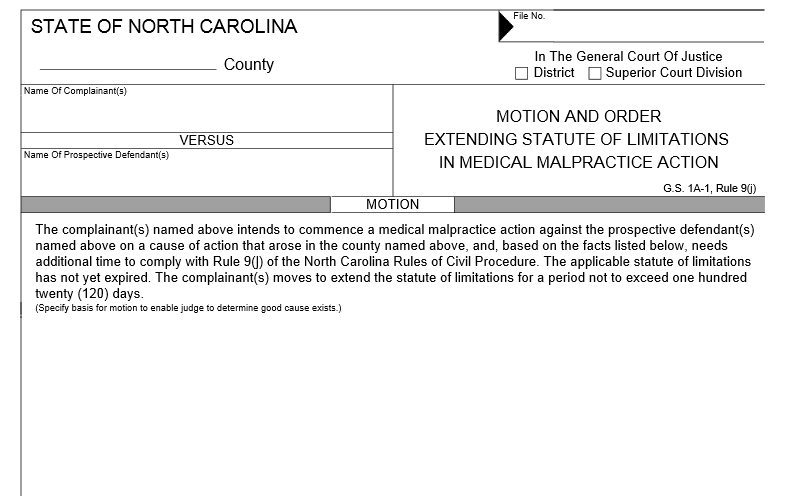 STATE OF NORTH CAROLINA
File No.
County
In The General Court Of Justice
District Superior Court Division
Name Of Complainant(s)
VERSUS
Name Of Prospective Defendant(s)
MOTION AND ORDER
EXTENDING STATUTE OF LIMITATIONS
IN MEDICAL MALPRACTICE ACTION
G.S. 1A-1, Rule 9(j)
MOTION
The complainant(s) named above intends to commence a medical malpractice action against the prospective defendant(s)
named above on a cause of action that arose in the county named above, and, based on the facts listed below, needs
additional time to comply with Rule 9(J) of the North Carolina Rules of Civil Procedure. The applicable statute of limitations
has not yet expired. The complainant(s) moves to extend the statute of limitations for a period not to exceed one hundred
twenty (120) days.
(Specify basis for motion to enable judge to determine good cause exists.)